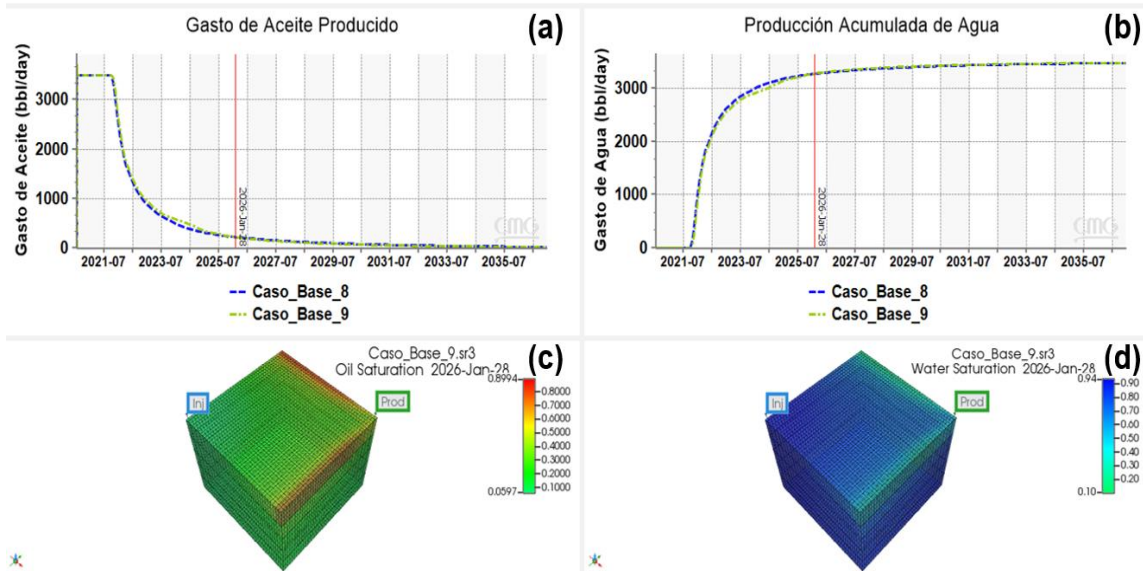 Gasto de Aceite Producido
(a)
Gasto de Aceite (bbl/day)
3000
2000
1000
0
2021-07 2023-07 2025-07 2027-07 2029-07 2031-07 2033-07 2035-07
2026-Jan-28
CMG
Caso_Base_8
Caso_Base_9
Producción Acumulada de Agua
(b)
Gasto de Agua (bbl/day)
3000
2000
1000
0
2021-07 2023-07 2025-07 2027-07 2029-07 2031-07 2033-07 2035-07
2026-Jan-28
CMG
Caso_Base_8
Caso_Base_9
Caso_Base_9.sr3
Oil Saturation 2026-Jan-28
(c)
0.8994
0.8000
0.7000
0.6000
0.5000
0.4000
0.3000
0.2000
0.1000
0.0597
Inj
Prod
Caso_Base_9.sr3
Water Saturation 2026-Jan-28
(d)
0.94
0.90
0.80
0.70
0.60
0.50
0.40
0.30
0.20
0.10
Inj
Prod